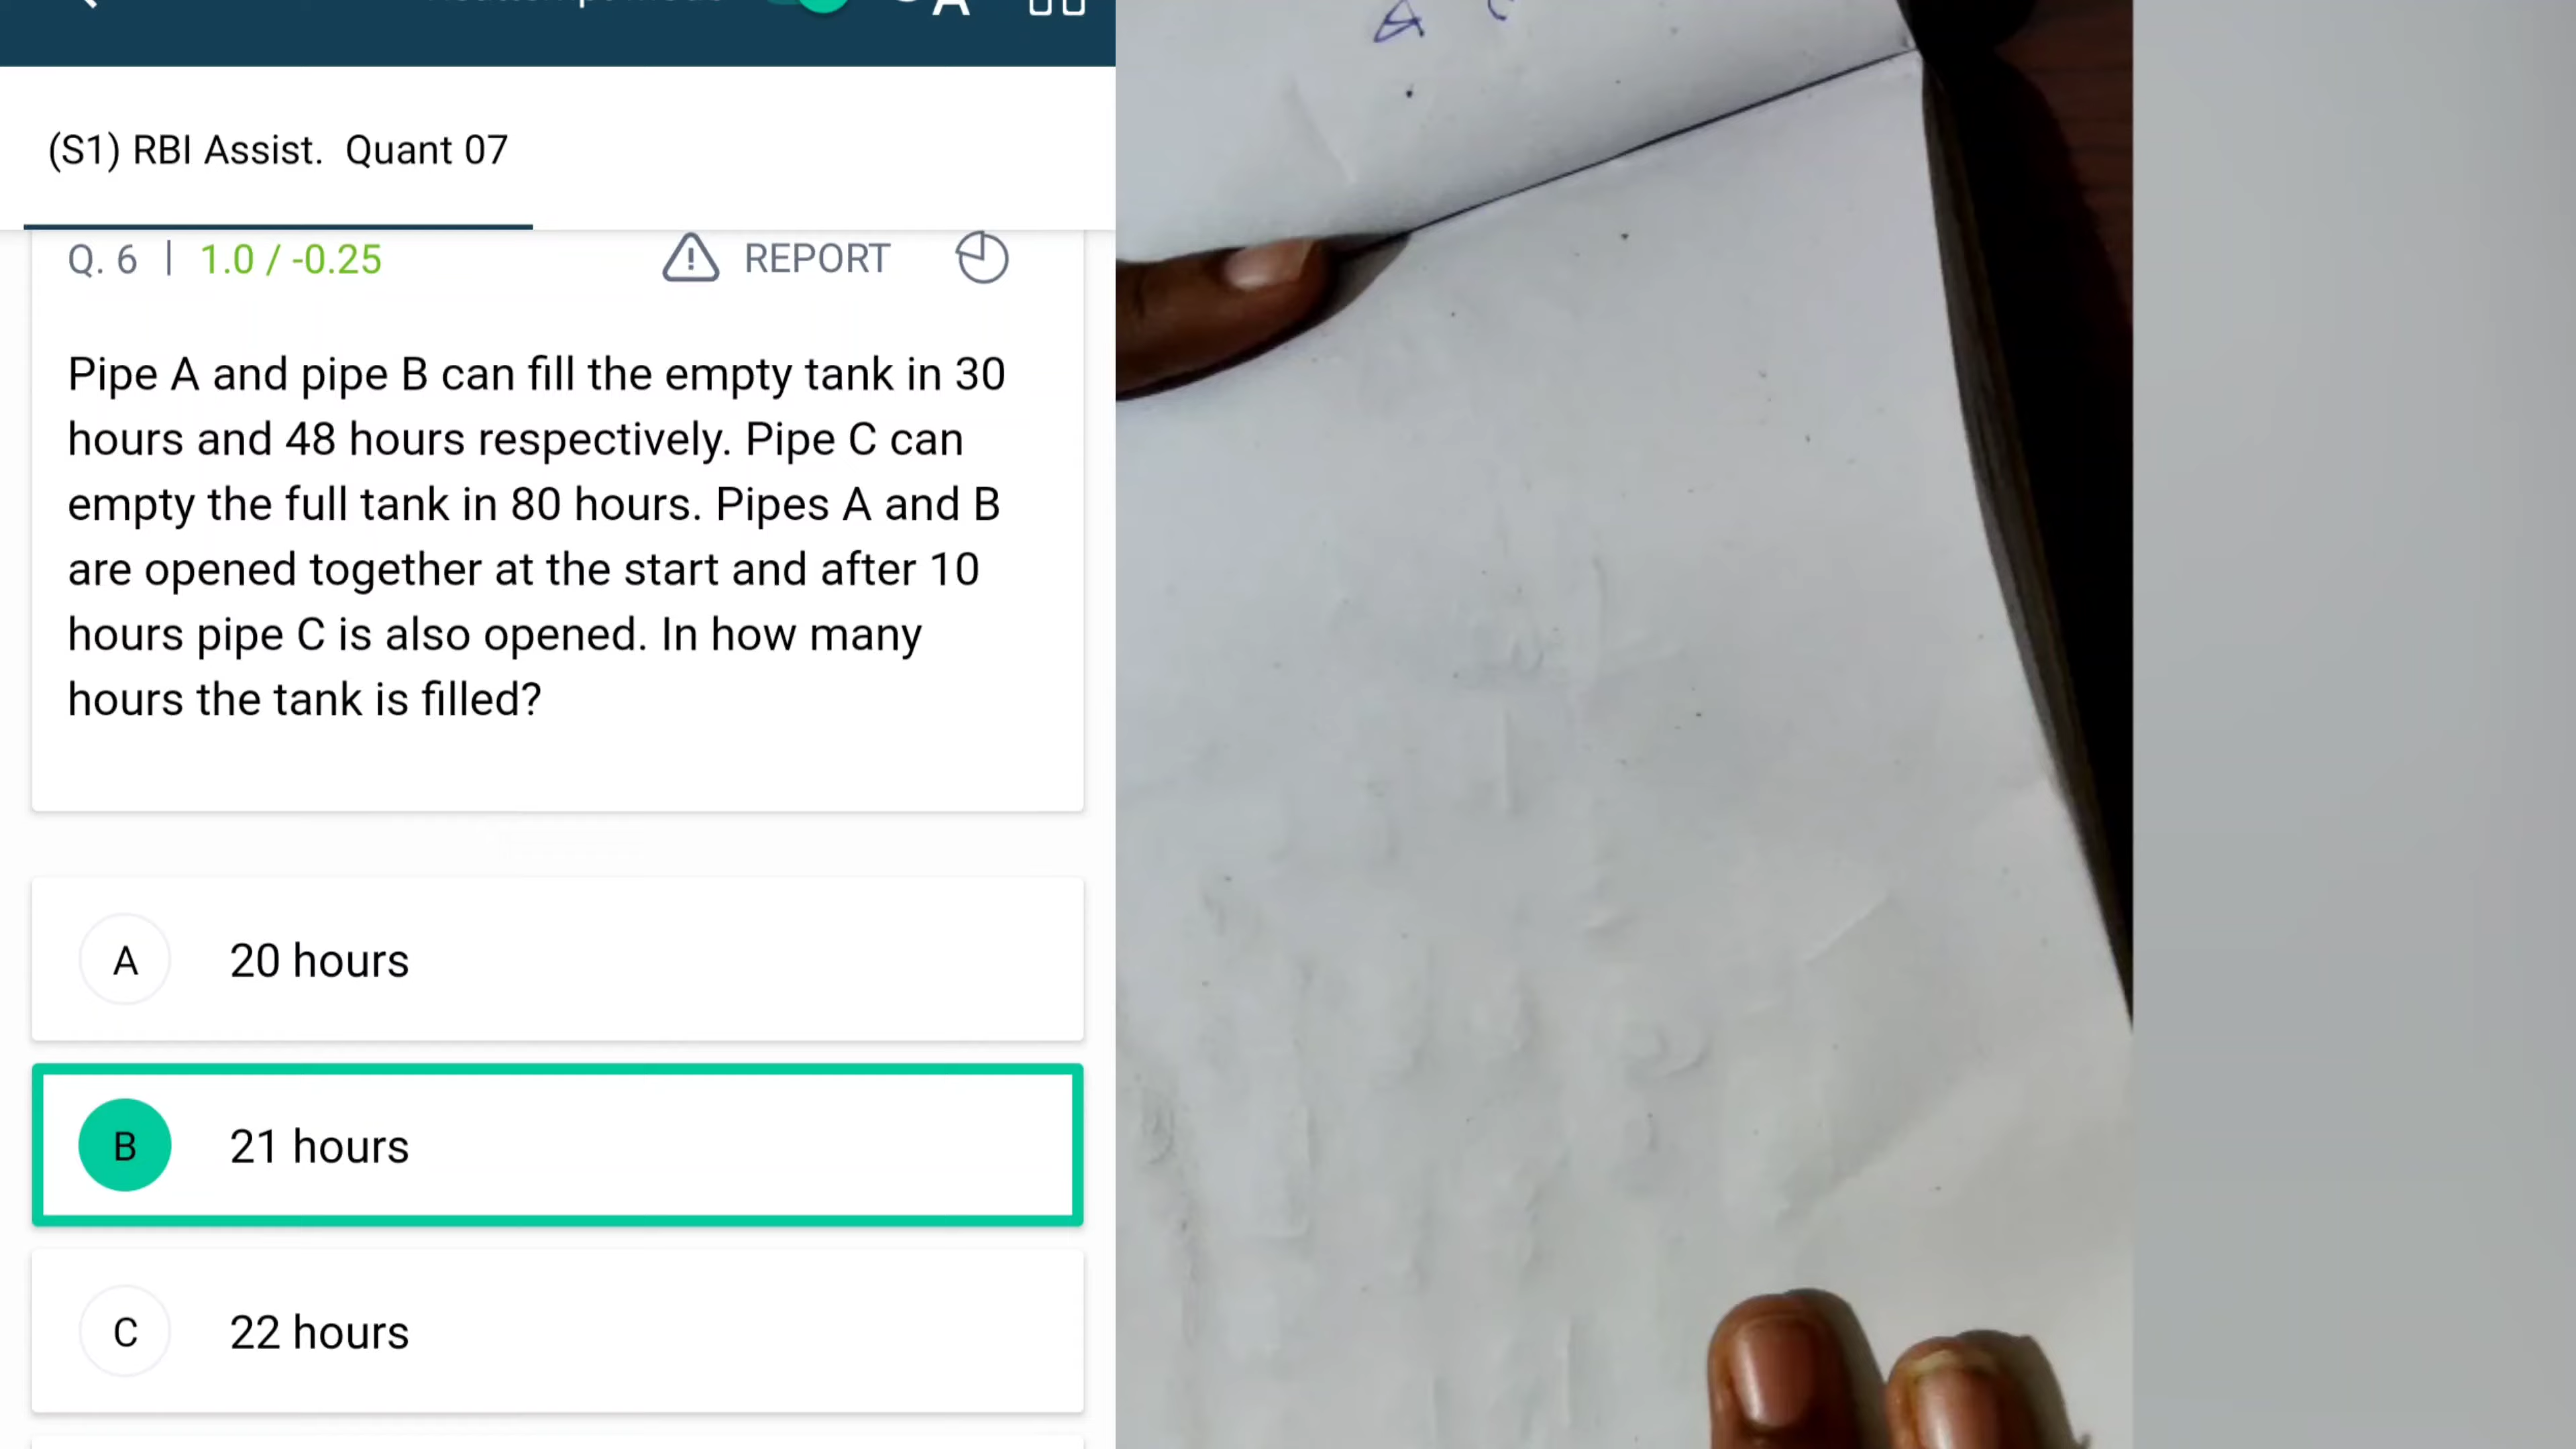 (S1) RBI Assist. Quant 07
Q. 6 | 1.0 / -0.25 REPORT
Pipe A and pipe B can fill the empty tank in 30
hours and 48 hours respectively. Pipe C can
empty the full tank in 80 hours. Pipes A and B
are opened together at the start and after 10
hours pipe C is also opened. In how many
hours the tank is filled?
A 20 hours
B 21 hours
C 22 hours